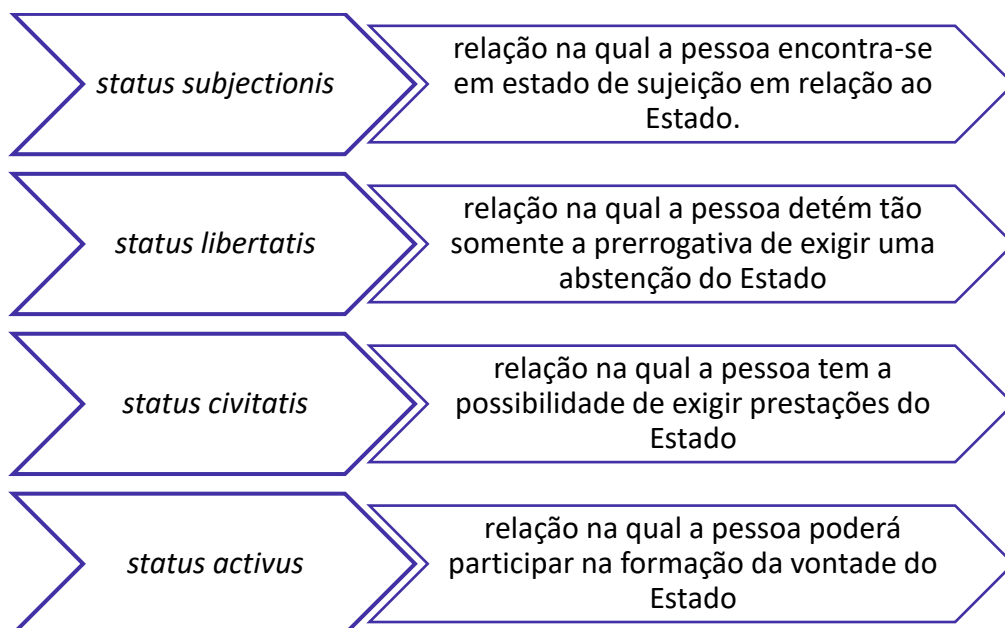 status subjectionis
relação na qual a pessoa encontra-se
em estado de sujeição em relação ao
Estado.
status libertatis
relação na qual a pessoa detém tão
somente a prerrogativa de exigir uma
abstenção do Estado
status civitatis
relação na qual a pessoa tem a
possibilidade de exigir prestações do
Estado
status activus
relação na qual a pessoa poderá
participar na formação da vontade do
Estado